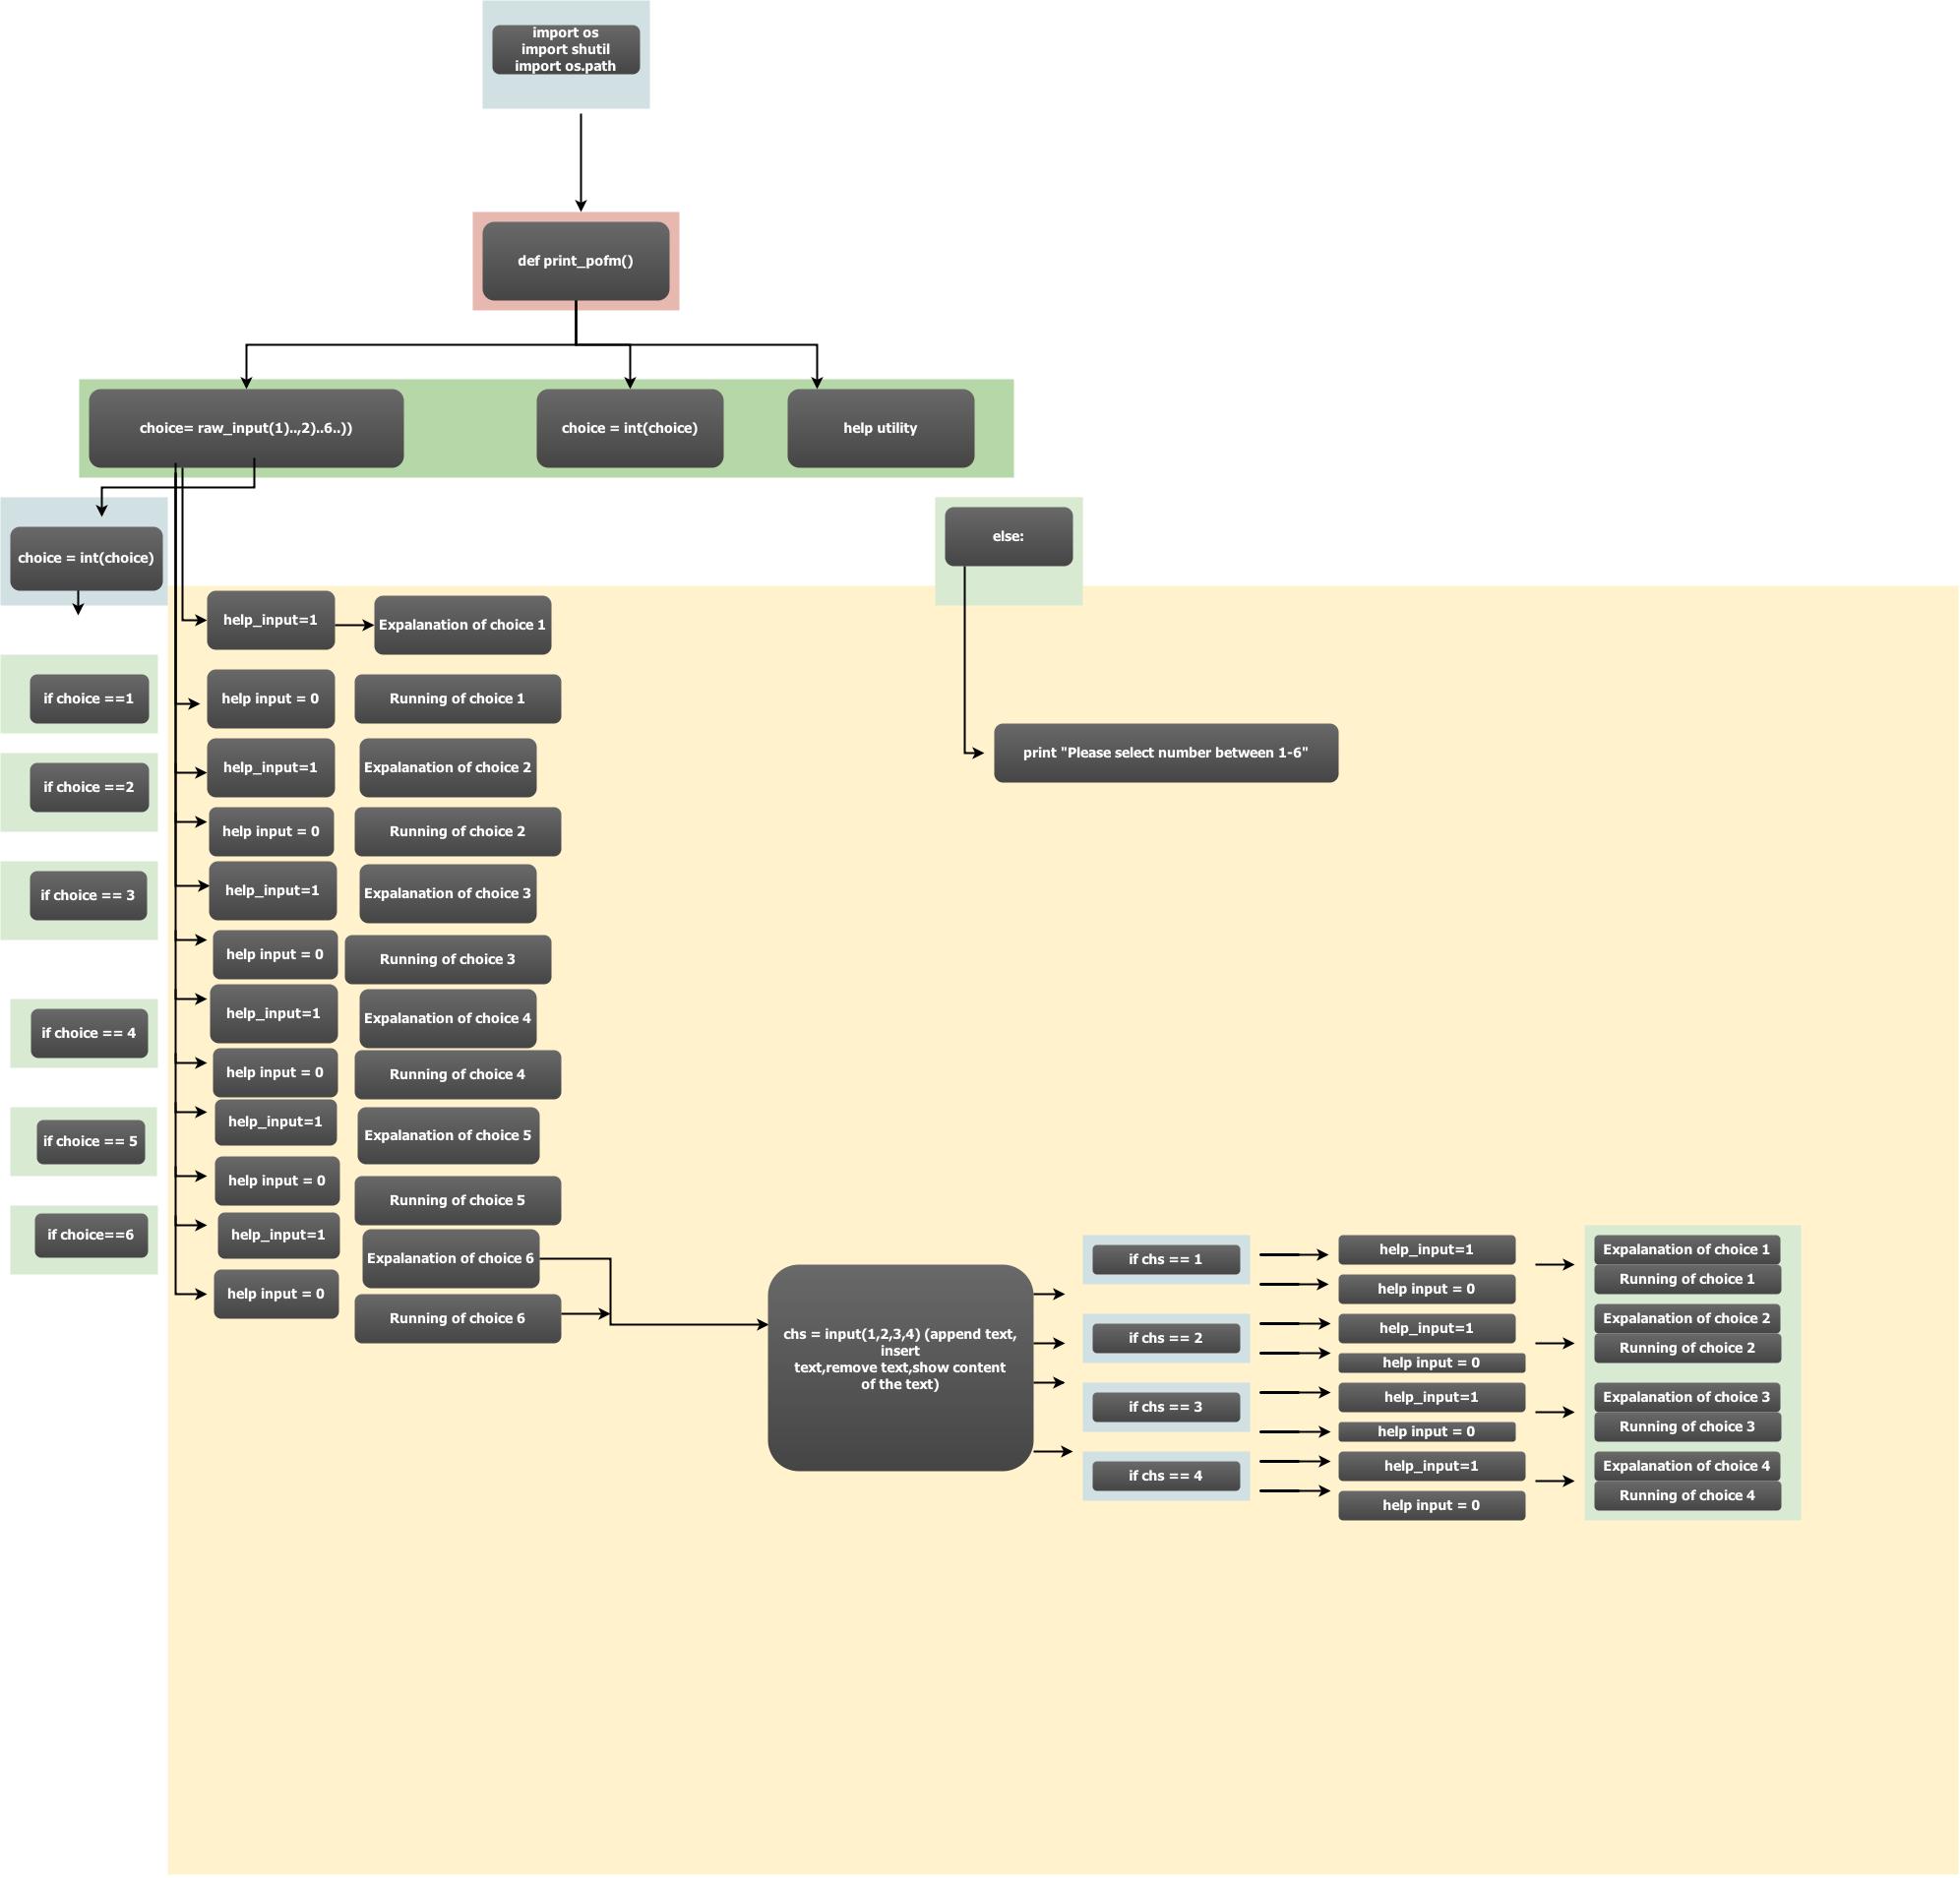 import os
import shutil
import os.path
def print_pofm()
choice= raw_input(1)..,2)..6..))
choice = int(choice)
help utility
choice = int(choice)
else:
help_input=1
Expalanation of choice 1
if choice ==1
help input = 0
Running of choice 1
print "Please select number between 1-6"
if choice ==2
help_input=1
Expalanation of choice 2
help input = 0
Running of choice 2
if choice == 3
help_input=1
Expalanation of choice 3
help input = 0
Running of choice 3
if choice == 4
help_input=1
Expalanation of choice 4
help input = 0
Running of choice 4
if choice == 5
help_input=1
Expalanation of choice 5
help input = 0
Running of choice 5
if choice==6
help_input=1
Expalanation of choice 6
help input = 0
Running of choice 6
chs = input(1,2,3,4) (append text,
insert
text,remove text,show content
of the text)
if chs == 1
help_input=1
Expalanation of choice 1
help input = 0
Running of choice 1
if chs == 2
help_input=1
Expalanation of choice 2
help input = 0
Running of choice 2
if chs == 3
help_input=1
Expalanation of choice 3
help input = 0
Running of choice 3
if chs == 4
help_input=1
Expalanation of choice 4
help input = 0
Running of choice 4